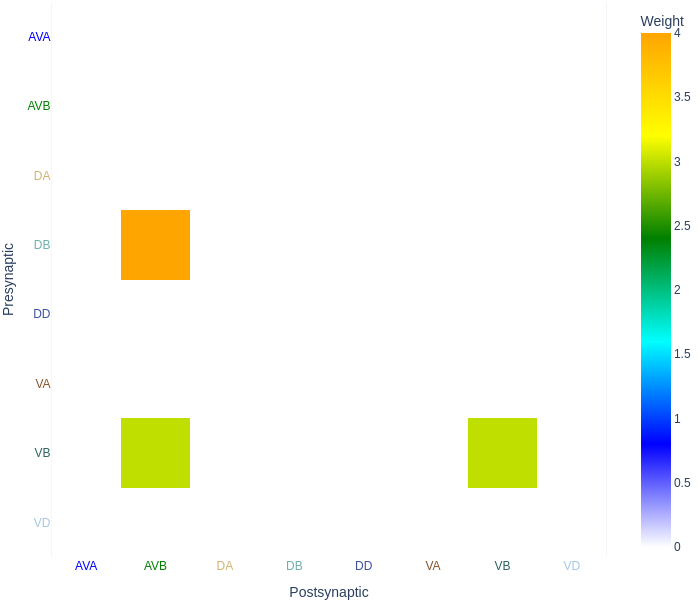 Weight
AVA
AVB
DA
DB
DD
VA
VB
VD
Presynaptic
AVA AVB DA DB DD VA VB VD
Postsynaptic
4
3.5
3
2.5
2
1.5
1
0.5
0